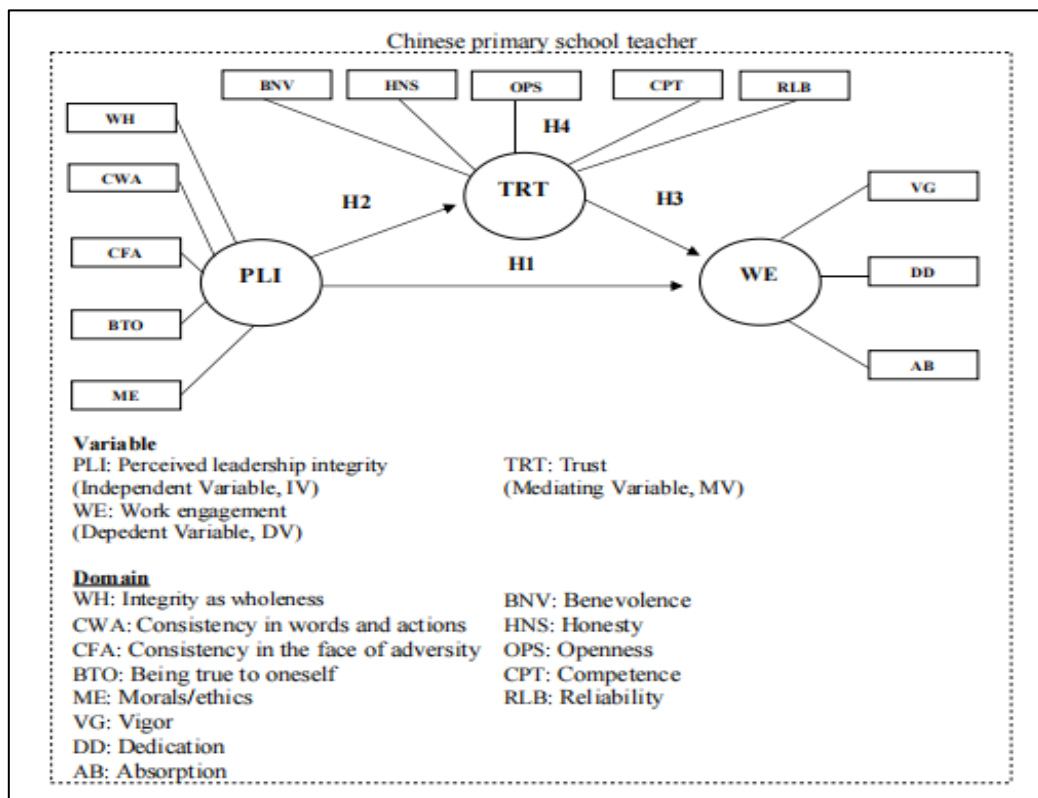 Chinese primary school teacher
BNV
HNS
OPS
CPT
RLB
WH
H4
CWA
TRT
VG
H2
H3
CFA
PLI
H1
WE
DD
BTO
AB
ME
Variable
PLI: Perceived leadership integrity
(Independent Variable, IV)
WE: Work engagement
(Depedent Variable, DV)
TRT: Trust
(Mediating Variable, MV)
Domain
WH: Integrity as wholeness
CWA: Consistency in words and actions
CFA: Consistency in the face of adversity
BTO: Being true to oneself
ME: Morals/ethics
VG: Vigor
DD: Dedication
AB: Absorption
BNV: Benevolence
HNS: Honesty
OPS: Openness
CPT: Competence
RLB: Reliability